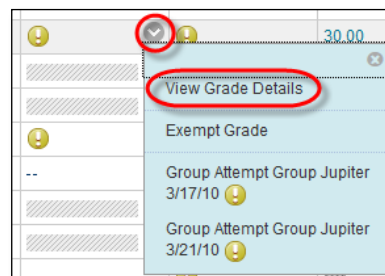 30.00
View Grade Details
Exempt Grade
--
Group Attempt Group Jupiter
3/17/10
Group Attempt Group Jupiter
3/21/10